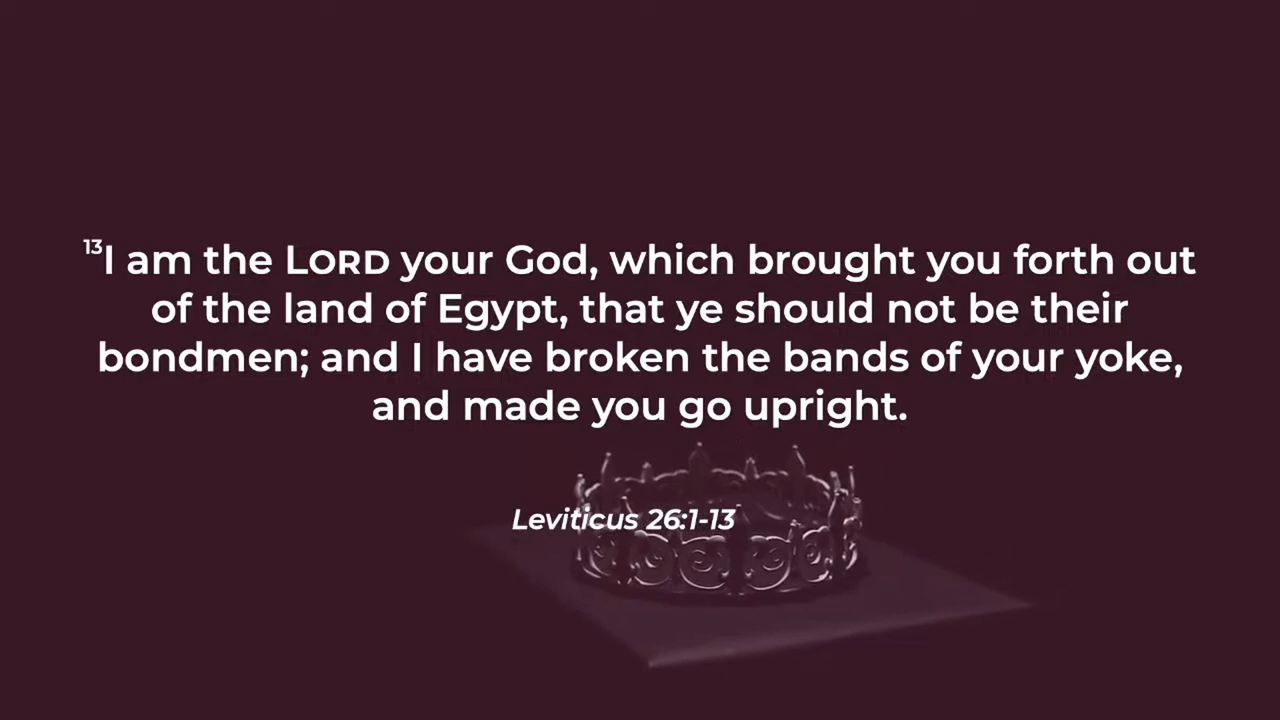 ¹³I am the LORD your God, which brought you forth out
of the land of Egypt, that ye should not be their
bondmen; and I have broken the bands of your yoke,
and made you go upright.
Leviticus 26:1-13